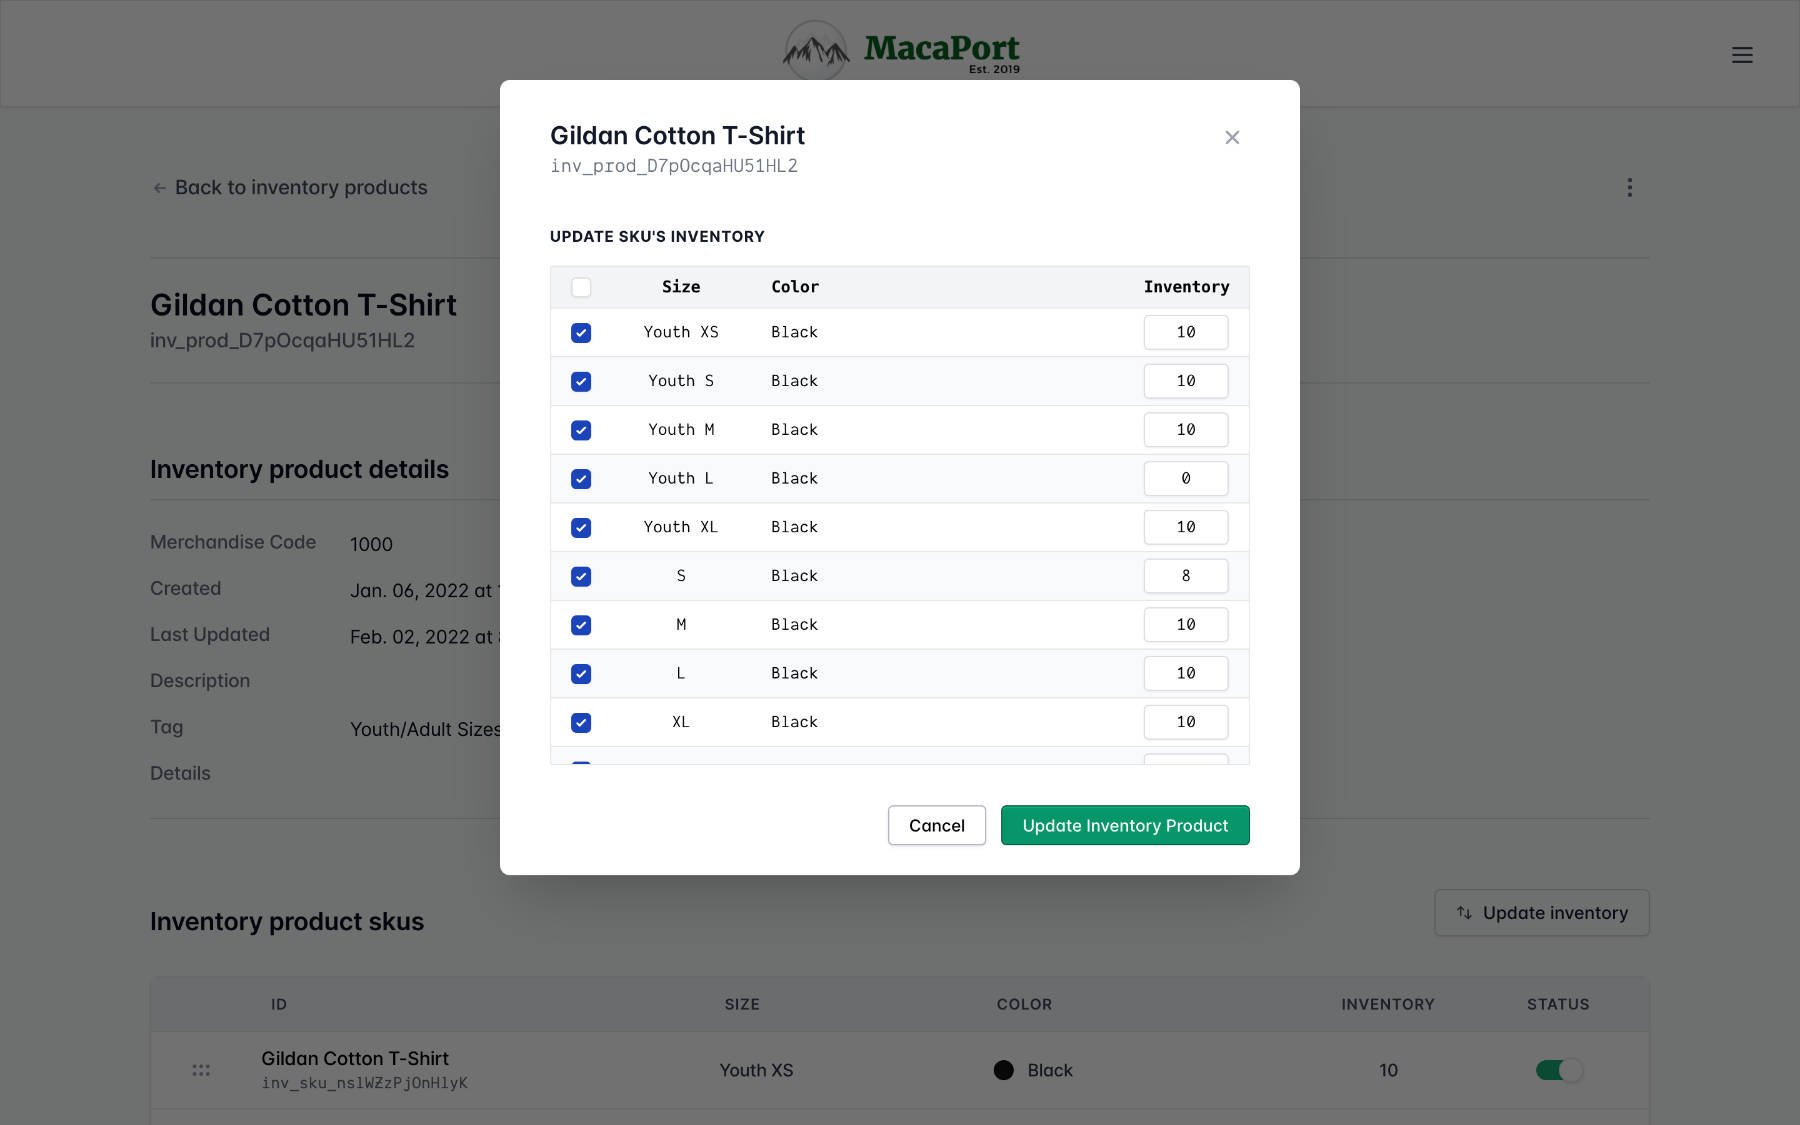 MacaPort
Est. 2019
← Back to inventory products
Gildan Cotton T-Shirt
inv_prod_D7pOcqaHU51HL2
Inventory product details
Merchandise Code 1000
Created Jan. 06, 2022 at
Last Updated Feb. 02, 2022 at
Description
Tag Youth/Adult Sizes
Details
Gildan Cotton T-Shirt
inv_prod_D7pOcqaHU51HL2
UPDATE SKU'S INVENTORY
Size Color Inventory
Youth XS Black 10
Youth S Black 10
Youth M Black 10
Youth L Black 0
Youth XL Black 10
S Black 8
M Black 10
L Black 10
XL Black 10
Cancel Update Inventory Product
Inventory product skus
Update inventory
ID SIZE COLOR INVENTORY STATUS
Gildan Cotton T-Shirt Youth XS Black 10